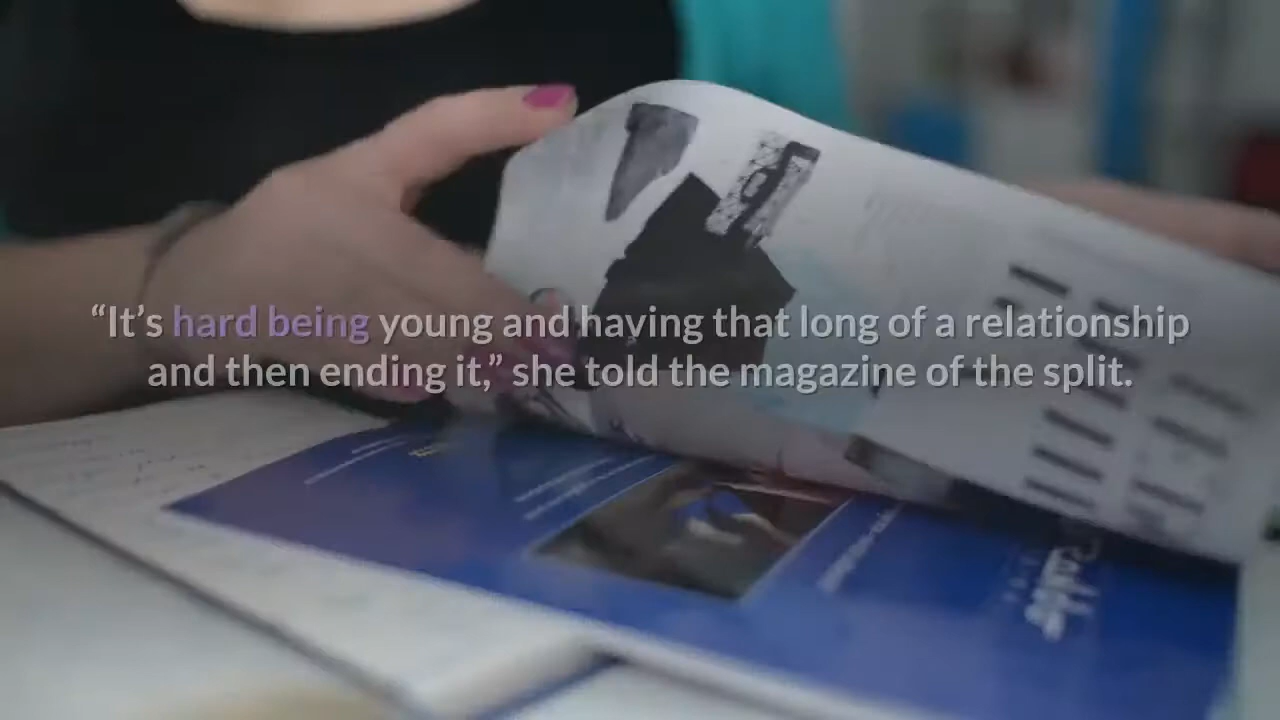 “It’s hard being young and having that long of a relationship
and then ending it,” she told the magazine of the split.